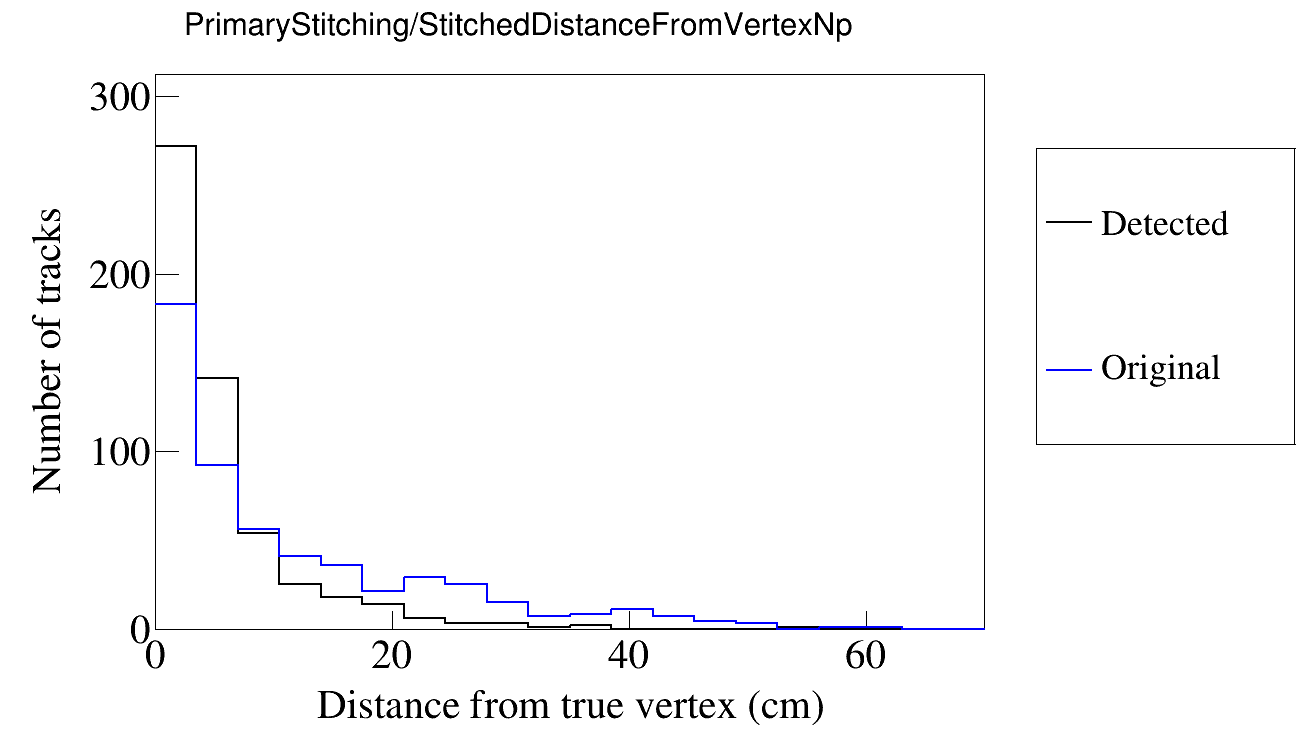 PrimaryStitching/StitchedDistanceFromVertexNp
300
200
100
0
Number of tracks
0 20 40 60
Distance from true vertex (cm)
Detected
Original